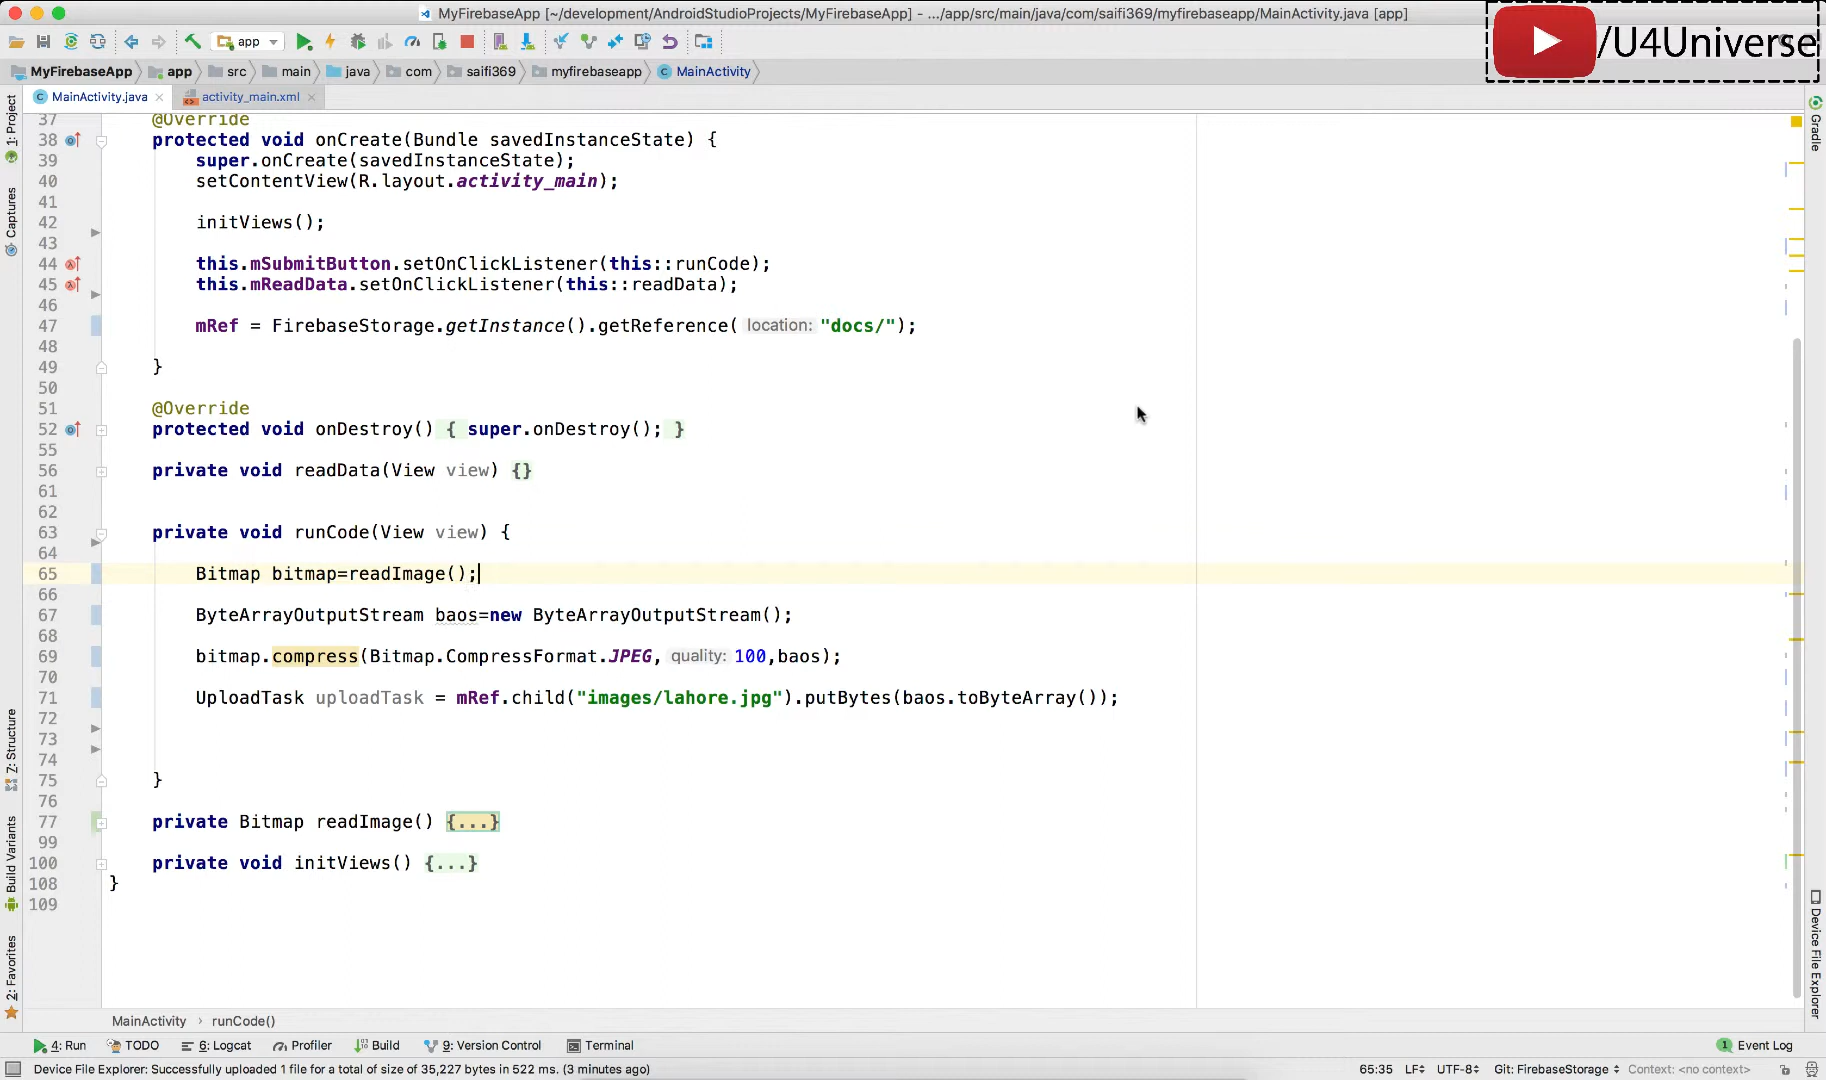 MyFirebaseApp [~/development/AndroidStudioProjects/MyFirebaseApp] - .../app/src/main/java/com/saifi369/myfirebaseapp/MainActivity.java [app]
/U4Universe
app
MyFirebaseApp app src main java com saifi369 myfirebaseapp MainActivity
MainActivity.java activity_main.xml
1: Project
Captures
Z: Structure
Build Variants
2: Favorites
Gradle
Device File Explorer
37 @Override
38 protected void onCreate(Bundle savedInstanceState) {
39 super.onCreate(savedInstanceState);
40 setContentView(R.layout.activity_main);
41
42 initViews();
43
44 this.mSubmitButton.setOnClickListener(this::runCode);
45 this.mReadData.setOnClickListener(this::readData);
46
47 mRef = FirebaseStorage.getInstance().getReference( location: "docs/");
48
49 }
50
51 @Override
52 protected void onDestroy() { super.onDestroy(); }
55
56 private void readData(View view) {}
61
62
63 private void runCode(View view) {
64
65 Bitmap bitmap=readImage();
66
67 ByteArrayOutputStream baos=new ByteArrayOutputStream();
68
69 bitmap.compress(Bitmap.CompressFormat.JPEG, quality: 100,baos);
70
71 UploadTask uploadTask = mRef.child("images/lahore.jpg").putBytes(baos.toByteArray());
72
73
74
75 }
76
77 private Bitmap readImage() {...}
99
100 private void initViews() {...}
108 }
109
MainActivity › runCode()
4: Run TODO 6: Logcat Profiler Build 9: Version Control Terminal 1 Event Log
Device File Explorer: Successfully uploaded 1 file for a total of size of 35,227 bytes in 522 ms. (3 minutes ago) 65:35 LF UTF-8 Git: FirebaseStorage Context: <no context>